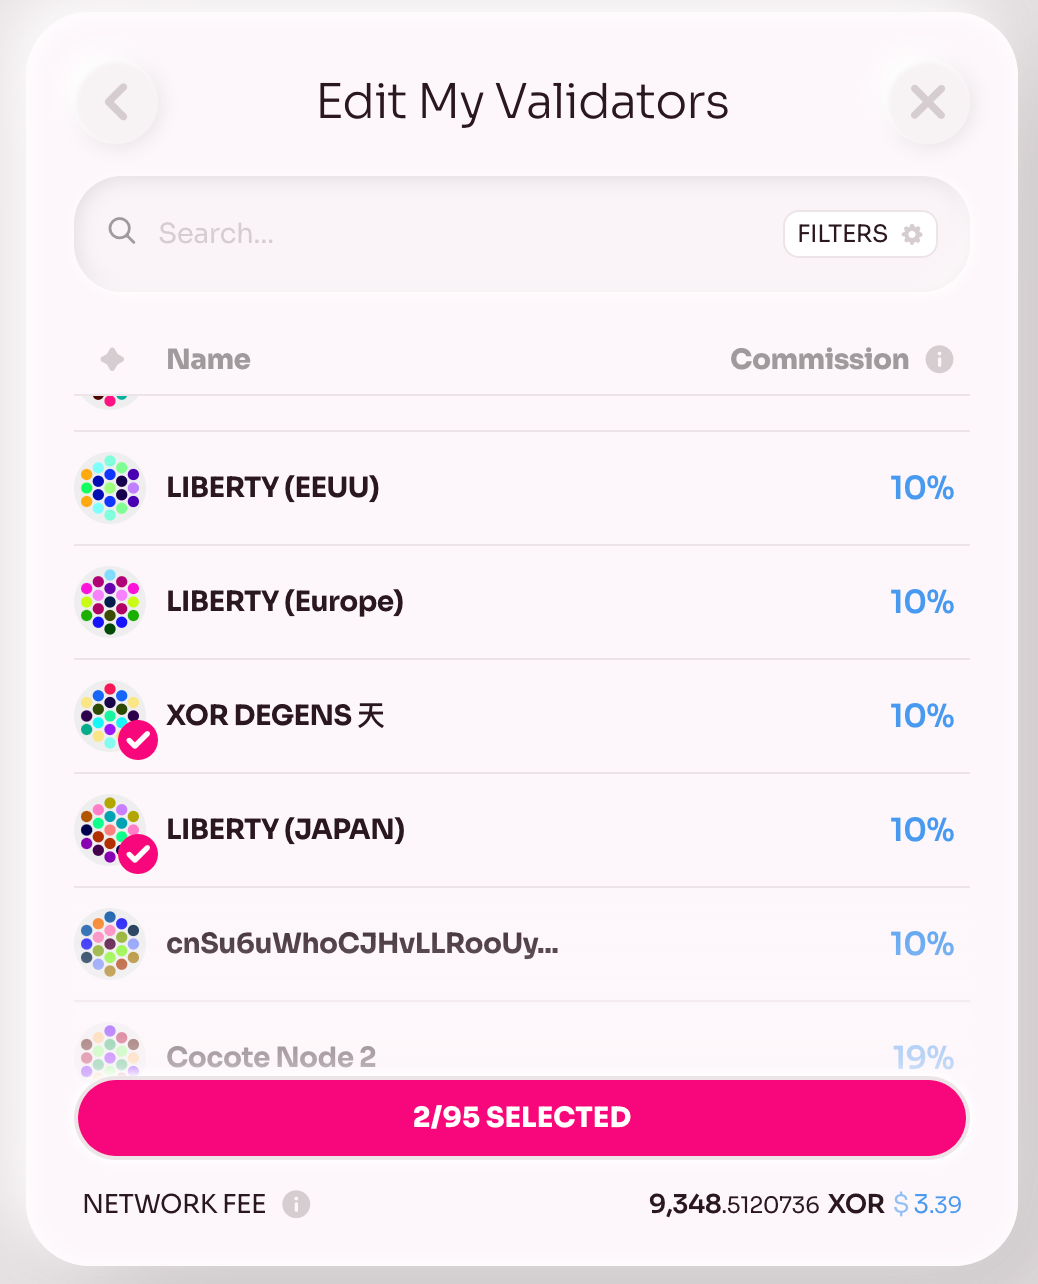 Edit My Validators
Search...
FILTERS
Name Commission
LIBERTY (EEUU) 10%
LIBERTY (Europe) 10%
XOR DEGENS 天 10%
LIBERTY (JAPAN) 10%
cnSu6uWhoCJHvLLRooUy... 10%
Cocote Node 2 19%
2/95 SELECTED
NETWORK FEE 9,348.5120736 XOR $ 3.39